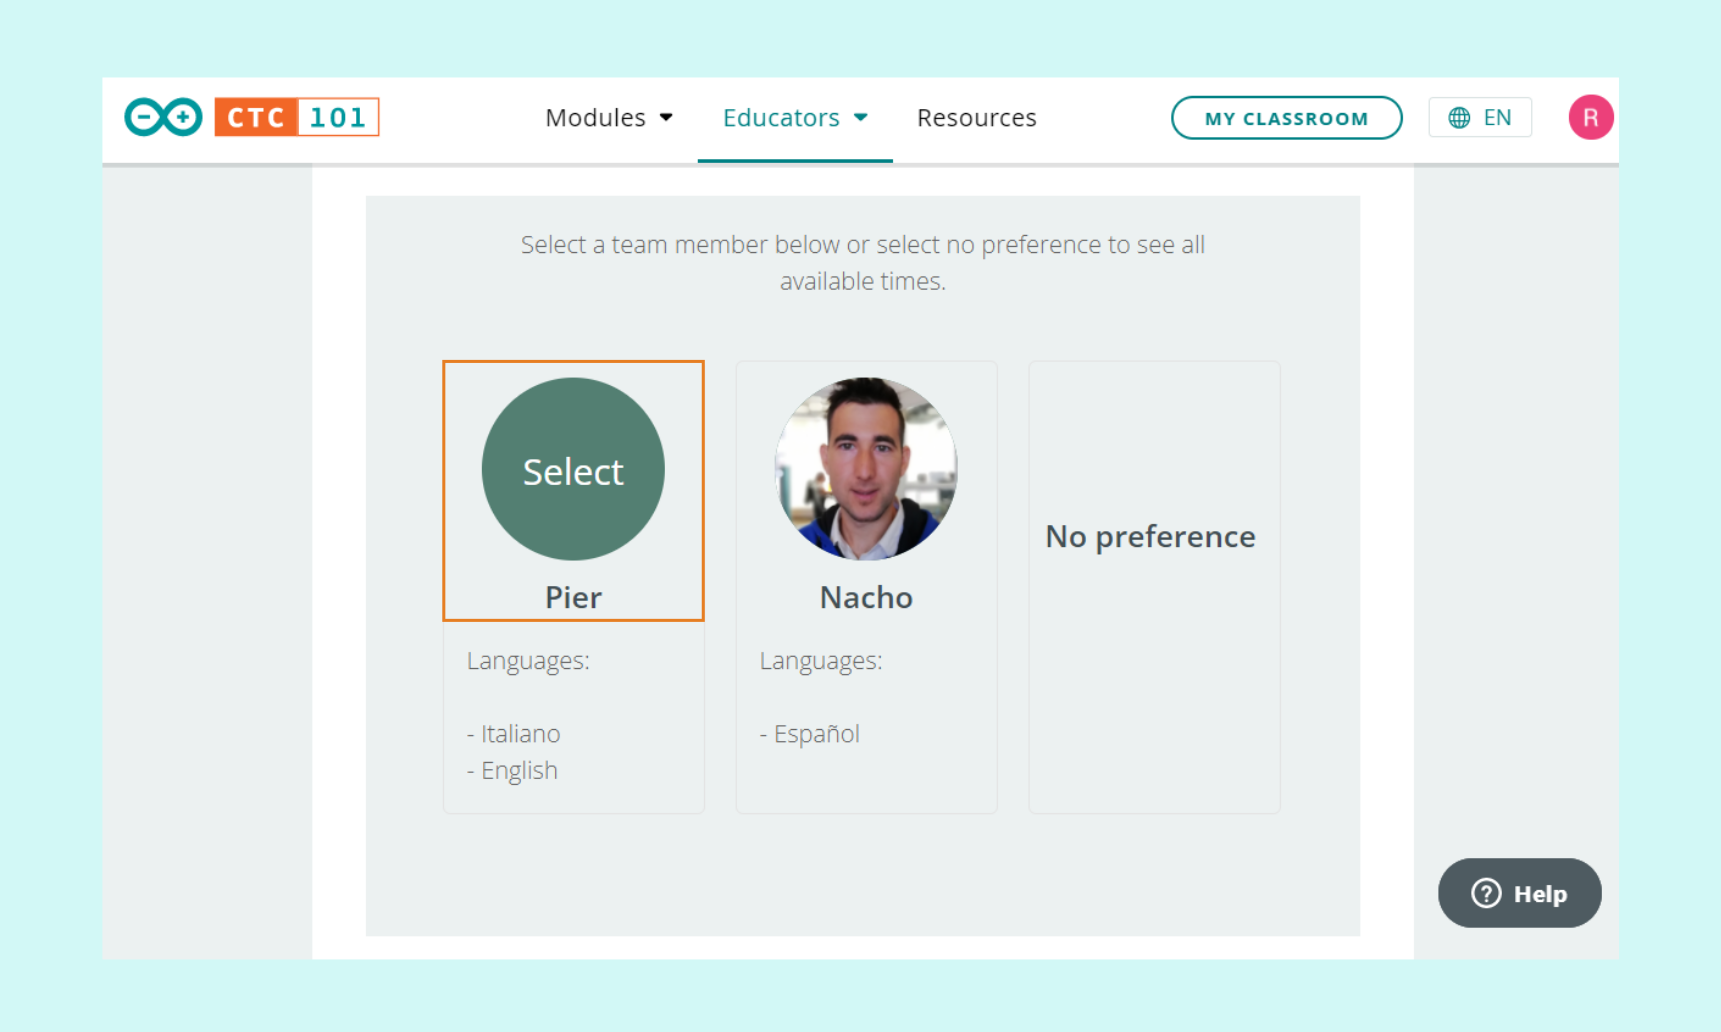 CTC 101
Modules
Educators
Resources
MY CLASSROOM
EN
R
Select a team member below or select no preference to see all
available times.
Select
Pier
Languages:
- Italiano
- English
Nacho
Languages:
- Español
No preference
? Help